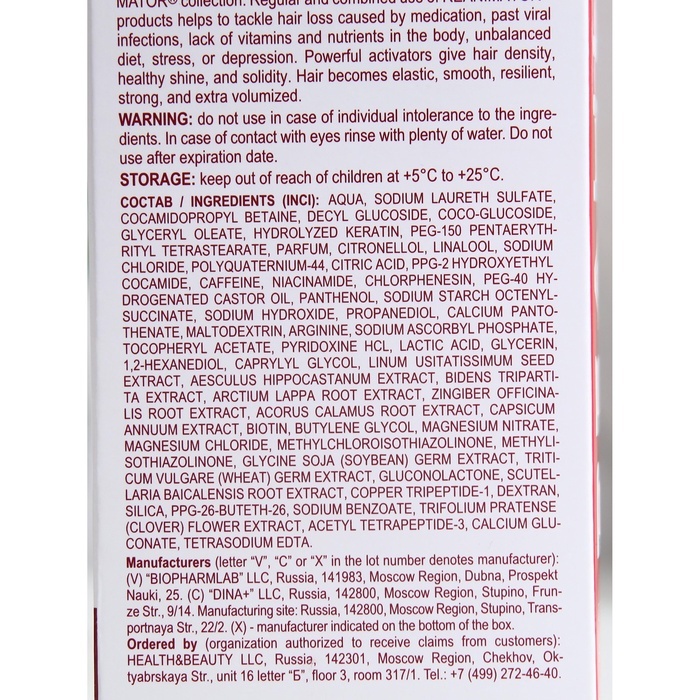 MATOR® collection. Regular and combined use of
products helps to tackle hair loss caused by medication, past viral
infections, lack of vitamins and nutrients in the body, unbalanced
diet, stress, or depression. Powerful activators give hair density,
healthy shine, and solidity. Hair becomes elastic, smooth, resilient,
strong, and extra volumized.
WARNING: do not use in case of individual intolerance to the ingre-
dients. In case of contact with eyes rinse with plenty of water. Do not
use after expiration date.
STORAGE: keep out of reach of children at +5°C to +25°C.
СОСТАВ / INGREDIENTS (INCI): AQUA, SODIUM LAURETH SULFATE,
COCAMIDOPROPYL BETAINE, DECYL GLUCOSIDE, COCO-GLUCOSIDE,
GLYCERYL OLEATE, HYDROLYZED KERATIN, PEG-150 PENTAERYTH-
RITYL TETRASTEARATE, PARFUM, CITRONELLOL, LINALOOL, SODIUM
CHLORIDE, POLYQUATERNIUM-44, CITRIC ACID, PPG-2 HYDROXYETHYL
COCAMIDE, CAFFEINE, NIACINAMIDE, CHLORPHENESIN, PEG-40 HY-
DROGENATED CASTOR OIL, PANTHENOL, SODIUM STARCH OCTENYL-
SUCCINATE, SODIUM HYDROXIDE, PROPANEDIOL, CALCIUM PANTO-
THENATE, MALTODEXTRIN, ARGININE, SODIUM ASCORBYL PHOSPHATE,
TOCOPHERYL ACETATE, PYRIDOXINE HCL, LACTIC ACID, GLYCERIN,
1,2-HEXANEDIOL, CAPRYLYL GLYCOL, LINUM USITATISSIMUM SEED
EXTRACT, AESCULUS HIPPOCASTANUM EXTRACT, BIDENS TRIPARTI-
TA EXTRACT, ARCTIUM LAPPA ROOT EXTRACT, ZINGIBER OFFICINA-
LIS ROOT EXTRACT, ACORUS CALAMUS ROOT EXTRACT, CAPSICUM
ANNUUM EXTRACT, BIOTIN, BUTYLENE GLYCOL, MAGNESIUM NITRATE,
MAGNESIUM CHLORIDE, METHYLCHLOROISOTHIAZOLINONE, METHYLI-
SOTHIAZOLINONE, GLYCINE SOJA (SOYBEAN) GERM EXTRACT, TRITI-
CUM VULGARE (WHEAT) GERM EXTRACT, GLUCONOLACTONE, SCUTEL-
LARIA BAICALENSIS ROOT EXTRACT, COPPER TRIPEPTIDE-1, DEXTRAN,
SILICA, PPG-26-BUTETH-26, SODIUM BENZOATE, TRIFOLIUM PRATENSE
(CLOVER) FLOWER EXTRACT, ACETYL TETRAPEPTIDE-3, CALCIUM GLU-
CONATE, TETRASODIUM EDTA.
Manufacturers (letter "V", "C" or "X" in the lot number denotes manufacturer):
(V) "BIOPHARMLAB" LLC, Russia, 141983, Moscow Region, Dubna, Prospekt
Nauki, 25. (C) "DINA+" LLC, Russia, 142800, Moscow Region, Stupino, Frun-
ze Str., 9/14. Manufacturing site: Russia, 142800, Moscow Region, Stupino, Trans-
portnaya Str., 22/2. (X) - manufacturer indicated on the bottom of the box.
Ordered by (organization authorized to receive claims from customers):
HEALTH&BEAUTY LLC, Russia, 142301, Moscow Region, Chekhov, Ok-
tyabrskaya Str., unit 16 letter "Б", floor 3, room 317/1. Tel.: +7 (499) 272-46-40.